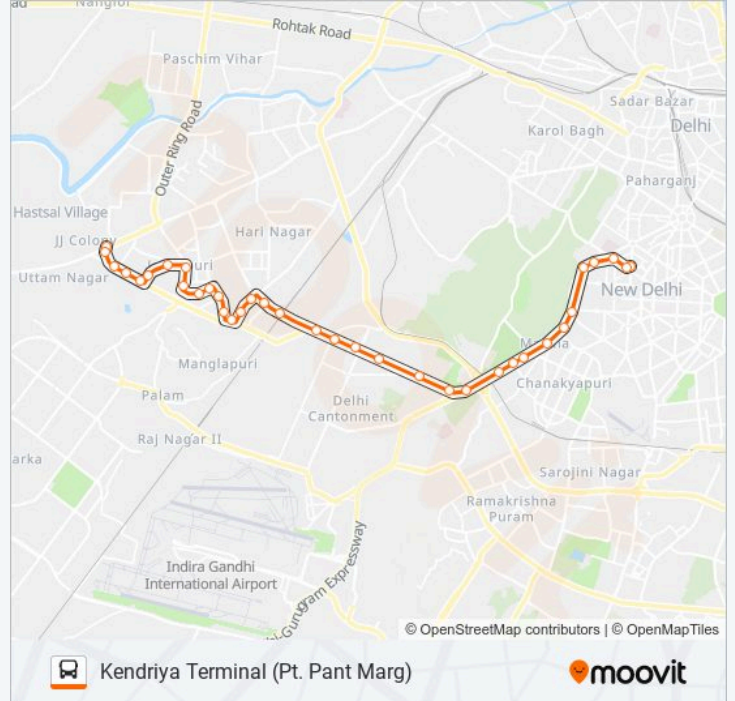 ad
Nangloi
Rohtak Road
Paschim Vihar
Sadar Bazar
Delhi
Karol Bagh
Outer Ring Road
Paharganj
Hastsal Village
Hari Nagar
JJ Colony
Uttam Nagar
New Delhi
Manglapuri
Chanakyapuri
Palam
Delhi
Cantonment
Raj Nagar II
arka
Sarojini Nagar
Ramakrishna
Puram
Indira Gandhi
International Airport
© OpenStreetMap contributors | © OpenMapTiles
Kendriya Terminal (Pt. Pant Marg)
moovit